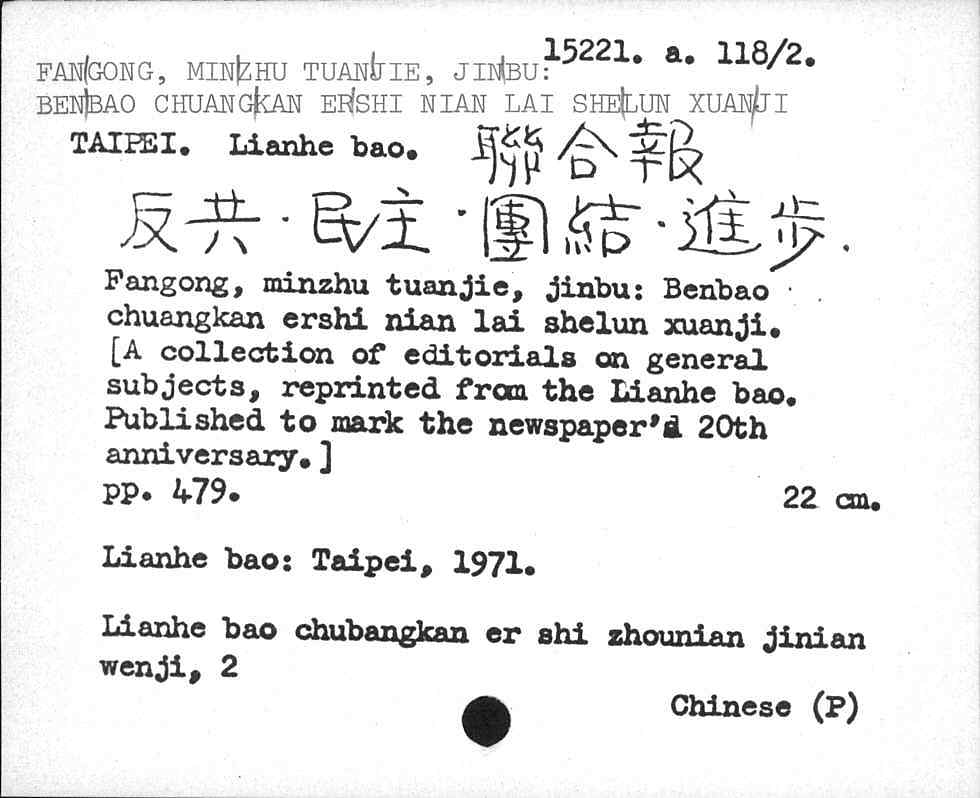 15221. a. 118/2.
FANGONG, MINZHU TUANJIE, JINBU:
BENBAO CHUANGKAN ERSHI NIAN LAI SHELUN XUANJI
TAIPEI. Lianhe bao. 聯合報
反共·民主·團結·進步.
Fangong, minzhu tuanjie, jinbu: Benbao
chuangkan ershi nian lai shelun xuanji.
[A collection of editorials on general
subjects, reprinted from the Lianhe bao.
Published to mark the newspaper's 20th
anniversary.]
pp. 479. 22 cm.
Lianhe bao: Taipei, 1971.
Lianhe bao chubangkan er shi zhounian jinian
wenji, 2
Chinese (P)